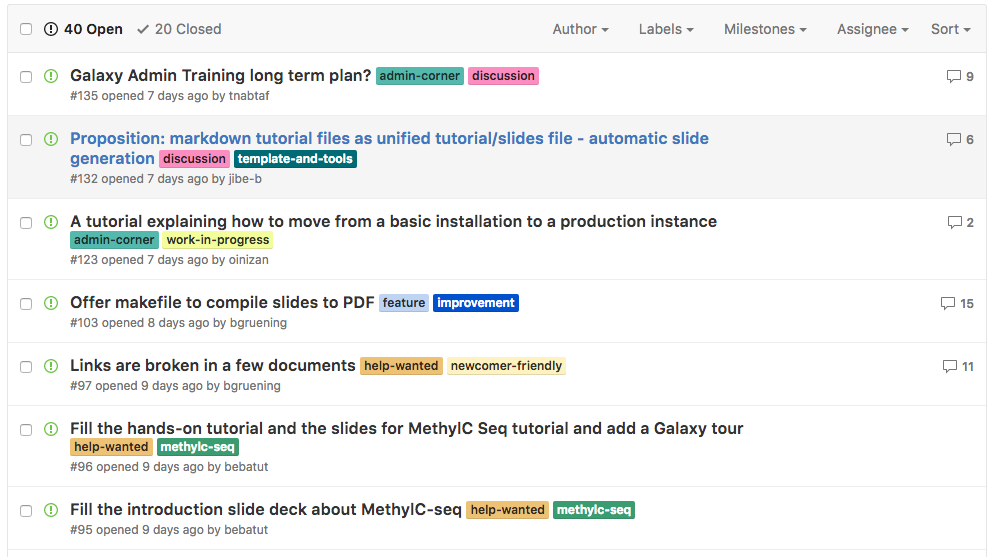 40 Open 20 Closed Author Labels Milestones Assignee Sort
Galaxy Admin Training long term plan? admin-corner discussion 9
#135 opened 7 days ago by tnabtaf
Proposition: markdown tutorial files as unified tutorial/slides file - automatic slide 6
generation discussion template-and-tools
#132 opened 7 days ago by jibe-b
A tutorial explaining how to move from a basic installation to a production instance 2
admin-corner work-in-progress
#123 opened 7 days ago by oinizan
Offer makefile to compile slides to PDF feature improvement 15
#103 opened 8 days ago by bgruening
Links are broken in a few documents help-wanted newcomer-friendly 11
#97 opened 9 days ago by bgruening
Fill the hands-on tutorial and the slides for MethylC Seq tutorial and add a Galaxy tour
help-wanted methylc-seq
#96 opened 9 days ago by bebatut
Fill the introduction slide deck about MethylC-seq help-wanted methylc-seq
#95 opened 9 days ago by bebatut